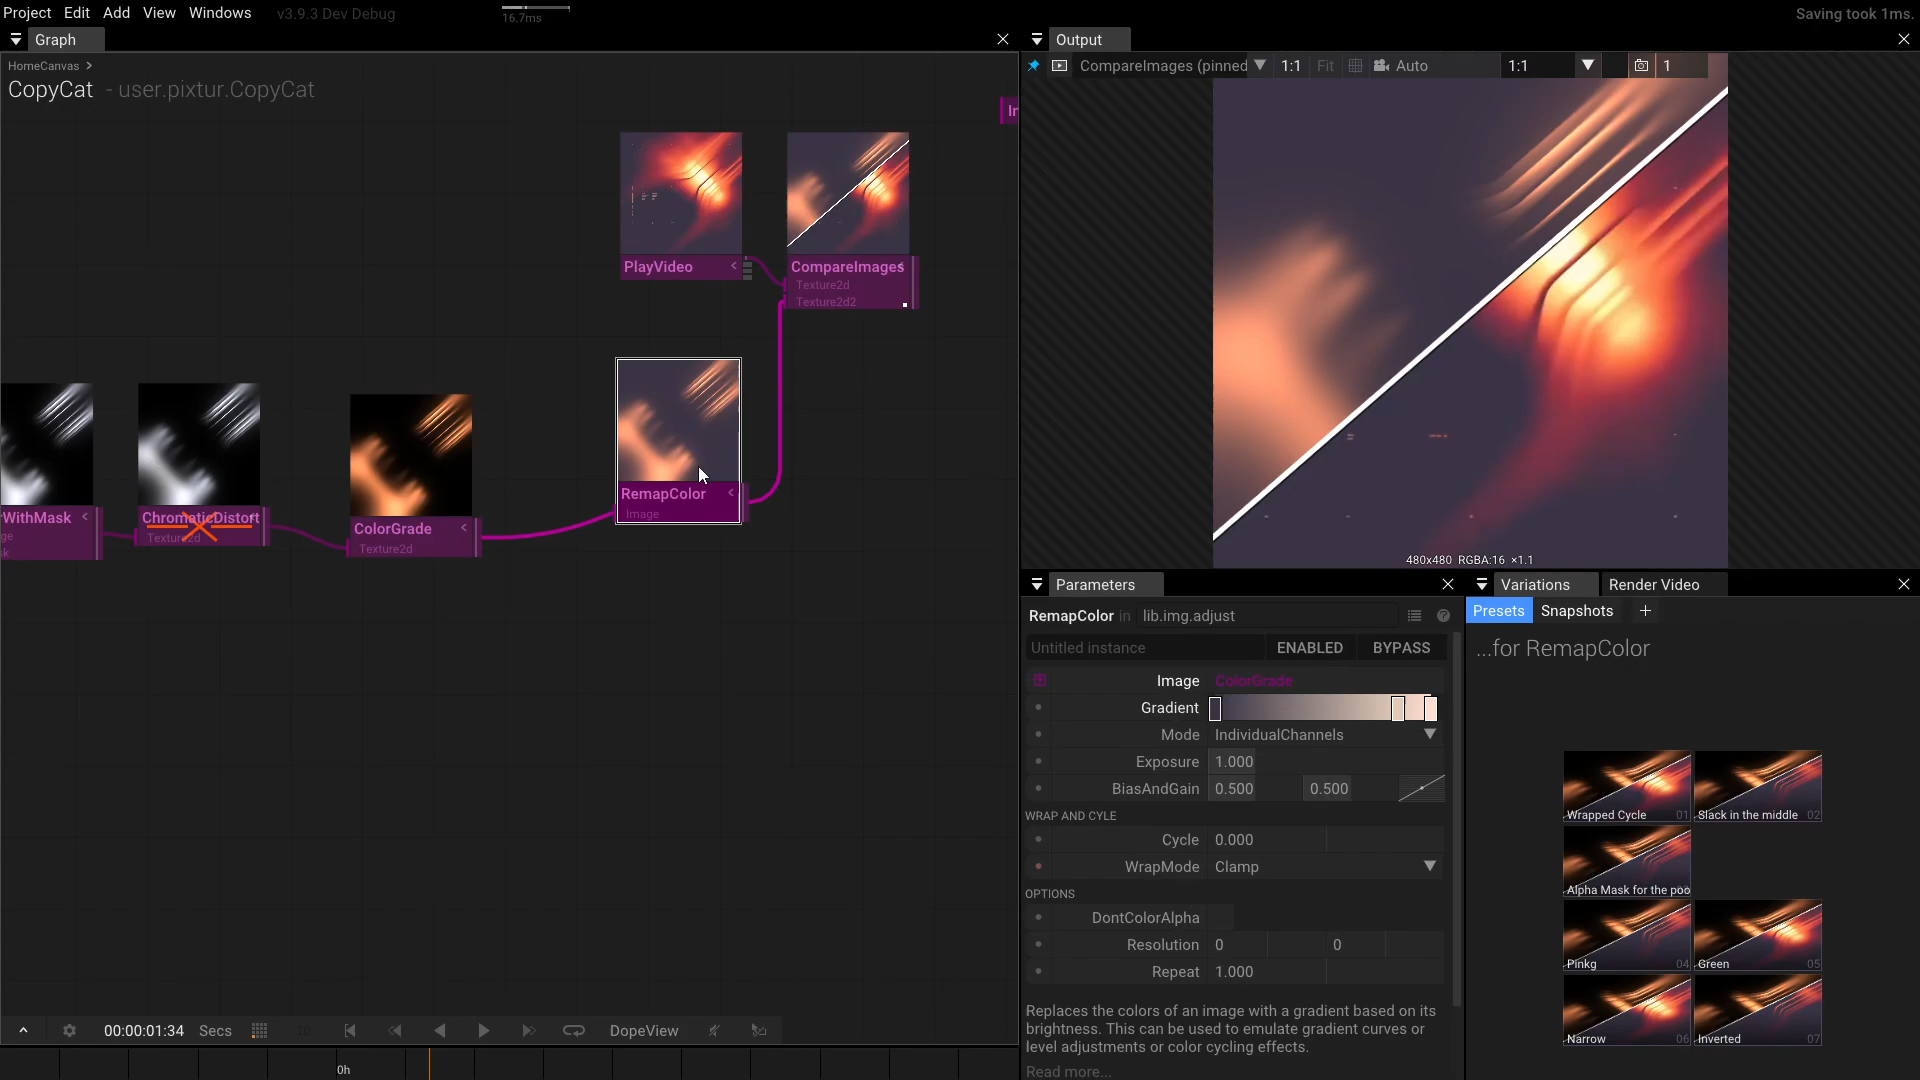 Project Edit Add View Windows v3.9.3 Dev Debug 16.7ms Saving took 1ms.
Graph
HomeCanvas >
CopyCat - user.pixtur.CopyCat
In
PlayVideo
CompareImages
Texture2d
Texture2d2
WithMask
ge
sk
ChromaticDistort
Texture2d
ColorGrade
Texture2d
RemapColor
Image
00:00:01:34 Secs DopeView
0h
Output
CompareImages (pinned 1:1 Fit Auto 1:1 1
480x480 RGBA:16 ×1.1
Parameters
RemapColor in lib.img.adjust
Untitled instance ENABLED BYPASS
Image ColorGrade
Gradient
Mode IndividualChannels
Exposure 1.000
BiasAndGain 0.500 0.500
WRAP AND CYLE
Cycle 0.000
WrapMode Clamp
OPTIONS
DontColorAlpha
Resolution 0 0
Repeat 1.000
Replaces the colors of an image with a gradient based on its
brightness. This can be used to emulate gradient curves or
level adjustments or color cycling effects.
Read more...
Variations Render Video
Presets Snapshots +
...for RemapColor
Wrapped Cycle 01
Slack in the middle 02
Alpha Mask for the poo
Pinkg 04
Green 05
Narrow 06
Inverted 07